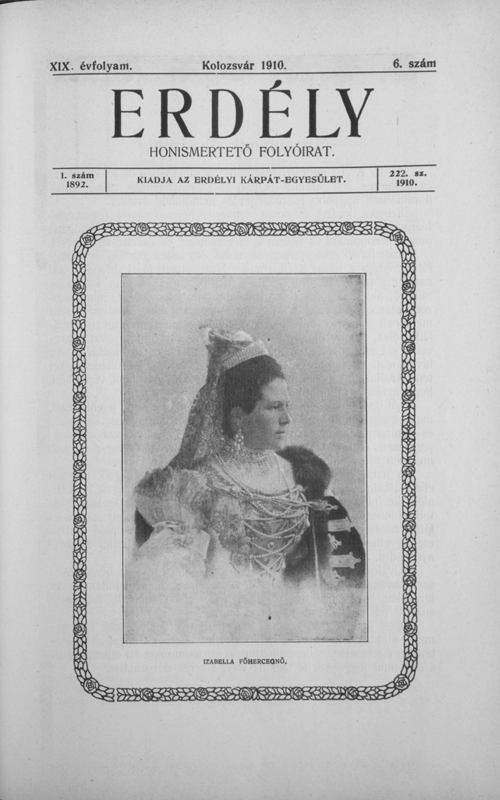 XIX. évfolyam. Kolozsvár 1910. 6. szám
ERDÉLY
HONISMERTETŐ FOLYÓIRAT.
1. szám
1892.
KIADJA AZ ERDÉLYI KÁRPÁT-EGYESÜLET.
222. sz.
1910.
IZABELLA FŐHERCEGNŐ.